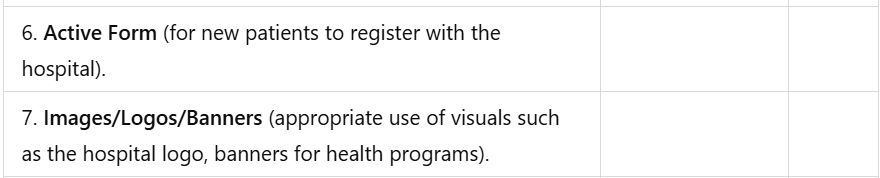 6. Active Form (for new patients to register with the
hospital).
7. Images/Logos/Banners (appropriate use of visuals such
as the hospital logo, banners for health programs).